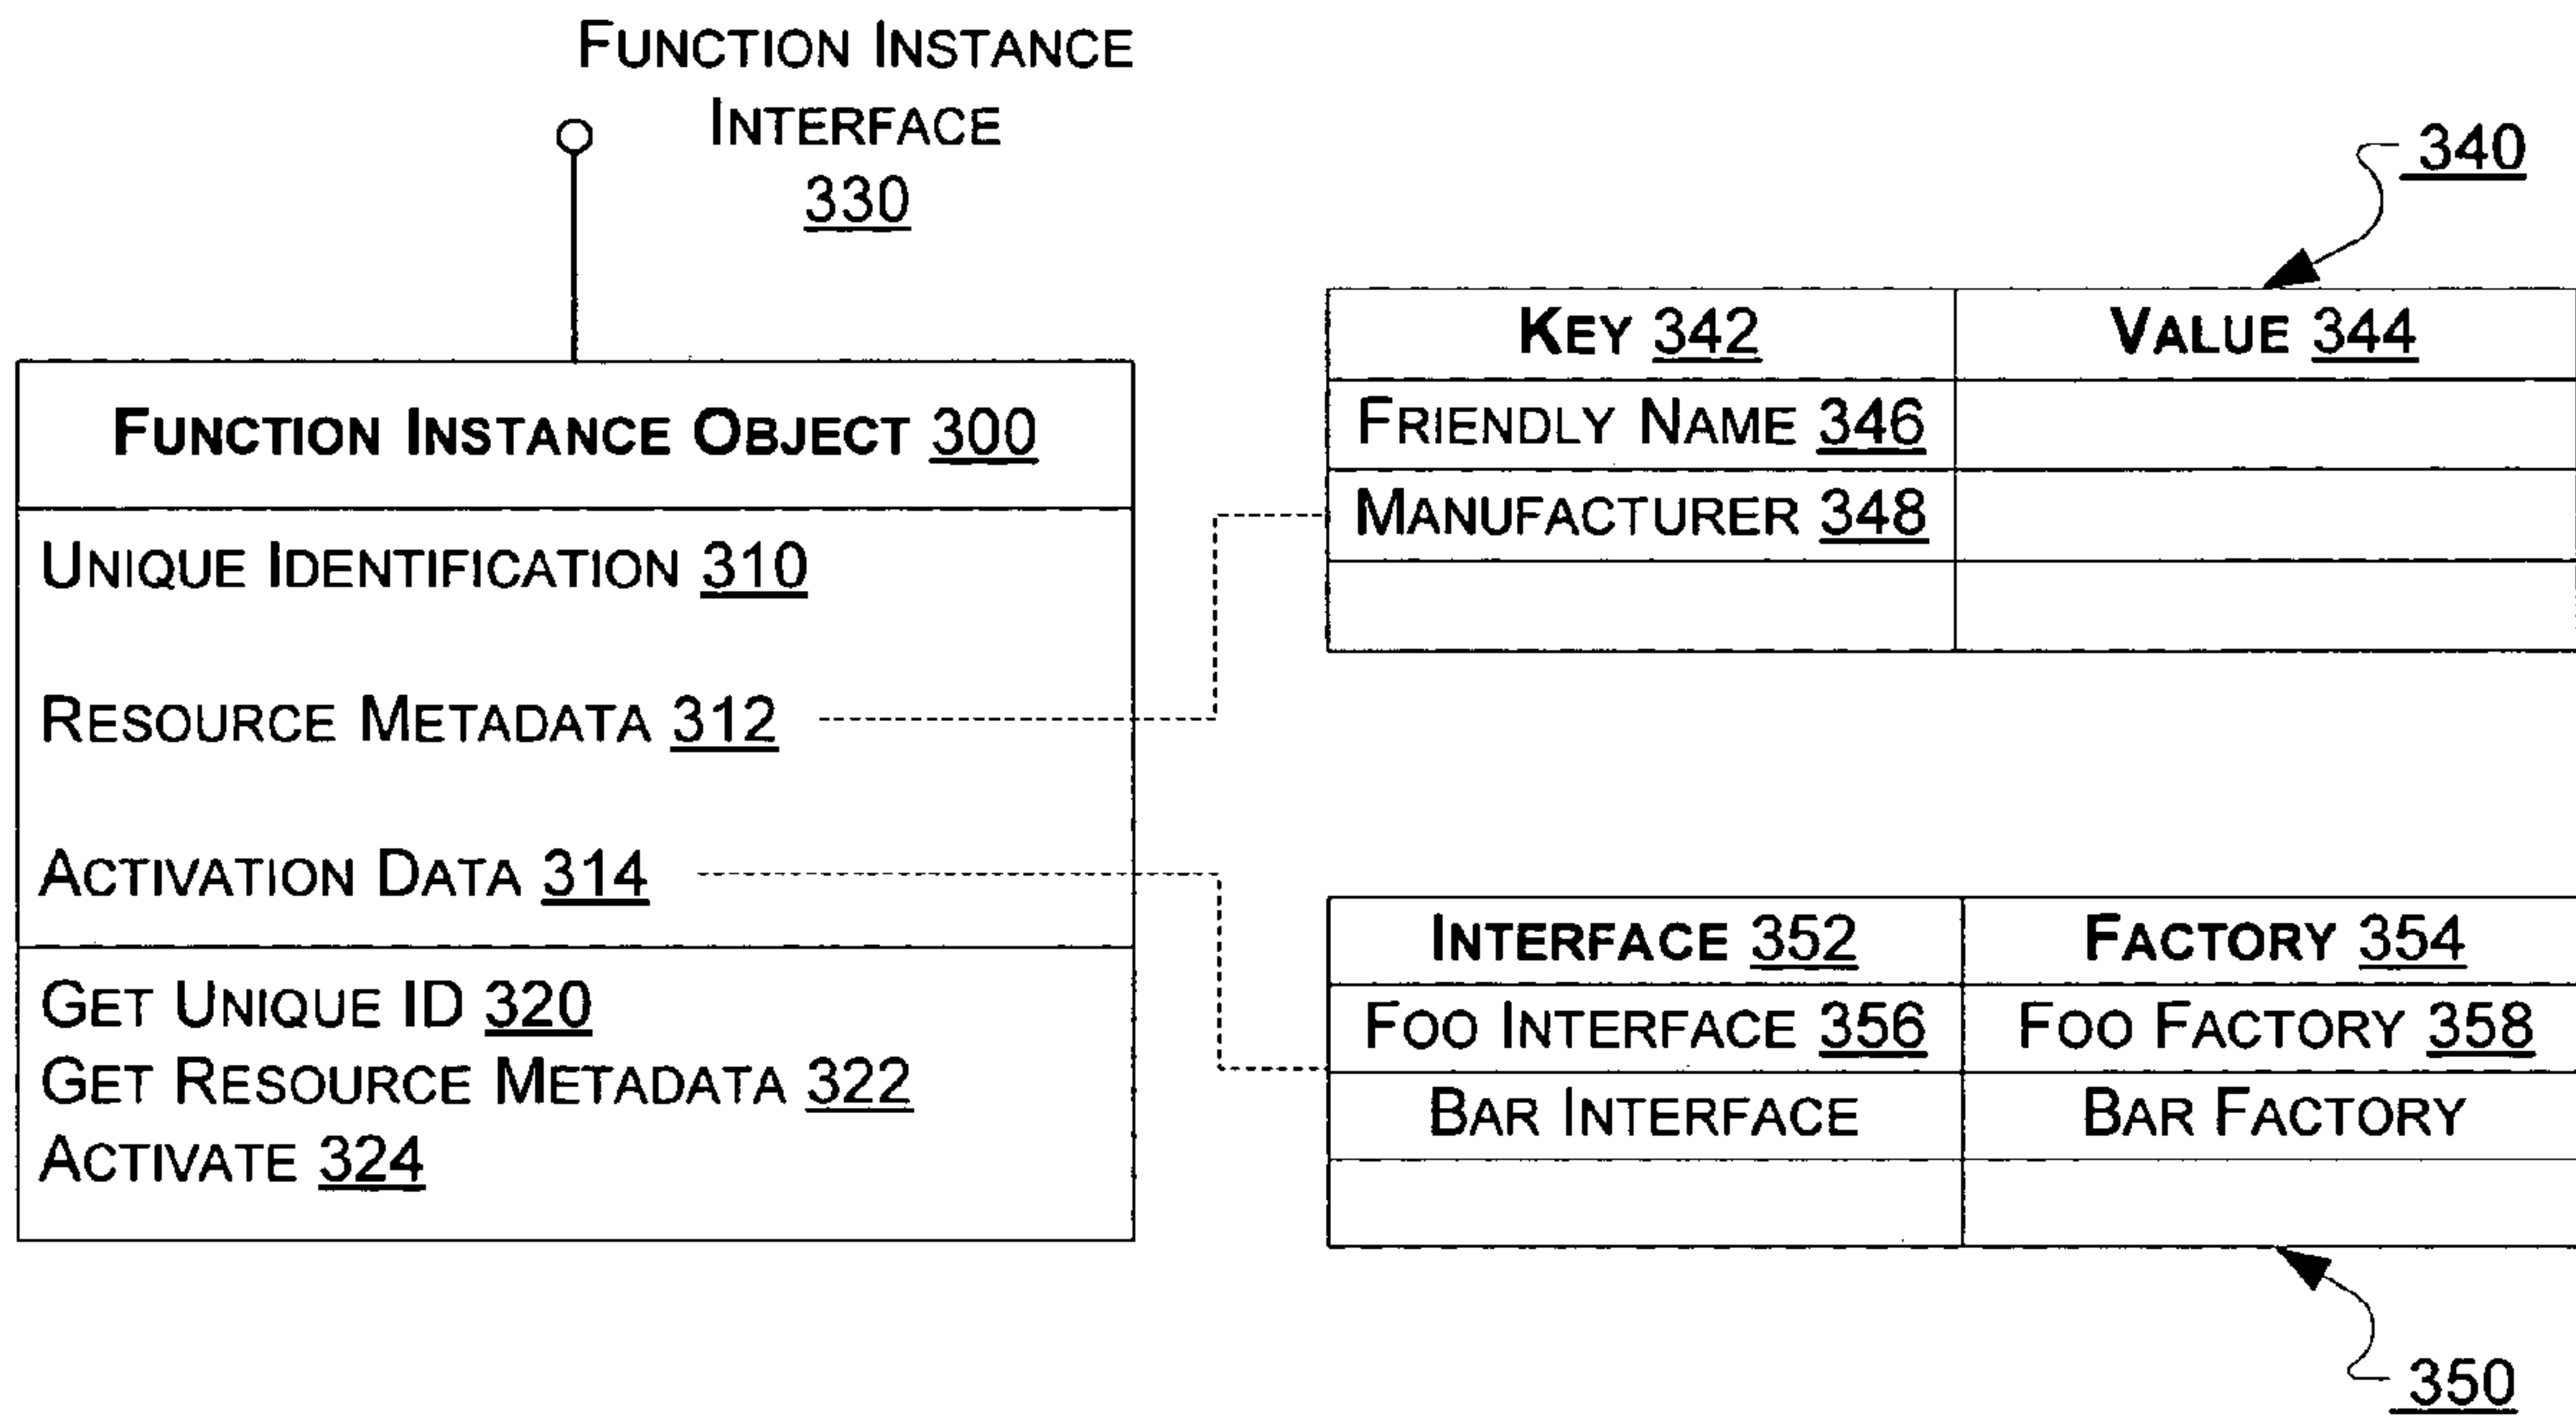 FUNCTION INSTANCE
INTERFACE
330
340
FUNCTION INSTANCE OBJECT 300
UNIQUE IDENTIFICATION 310
RESOURCE METADATA 312
ACTIVATION DATA 314
GET UNIQUE ID 320
GET RESOURCE METADATA 322
ACTIVATE 324
KEY 342 VALUE 344
FRIENDLY NAME 346
MANUFACTURER 348
INTERFACE 352 FACTORY 354
FOO INTERFACE 356 FOO FACTORY 358
BAR INTERFACE BAR FACTORY
350